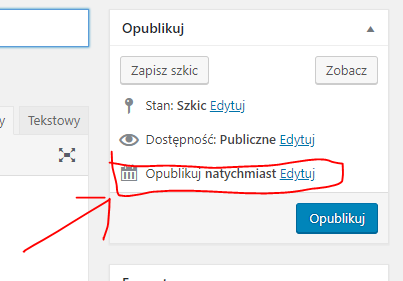 Opublikuj
Zapisz szkic
Zobacz
Stan: Szkic Edytuj
Tekstowy
Dostępność: Publiczne Edytuj
Opublikuj natychmiast Edytuj
Opublikuj